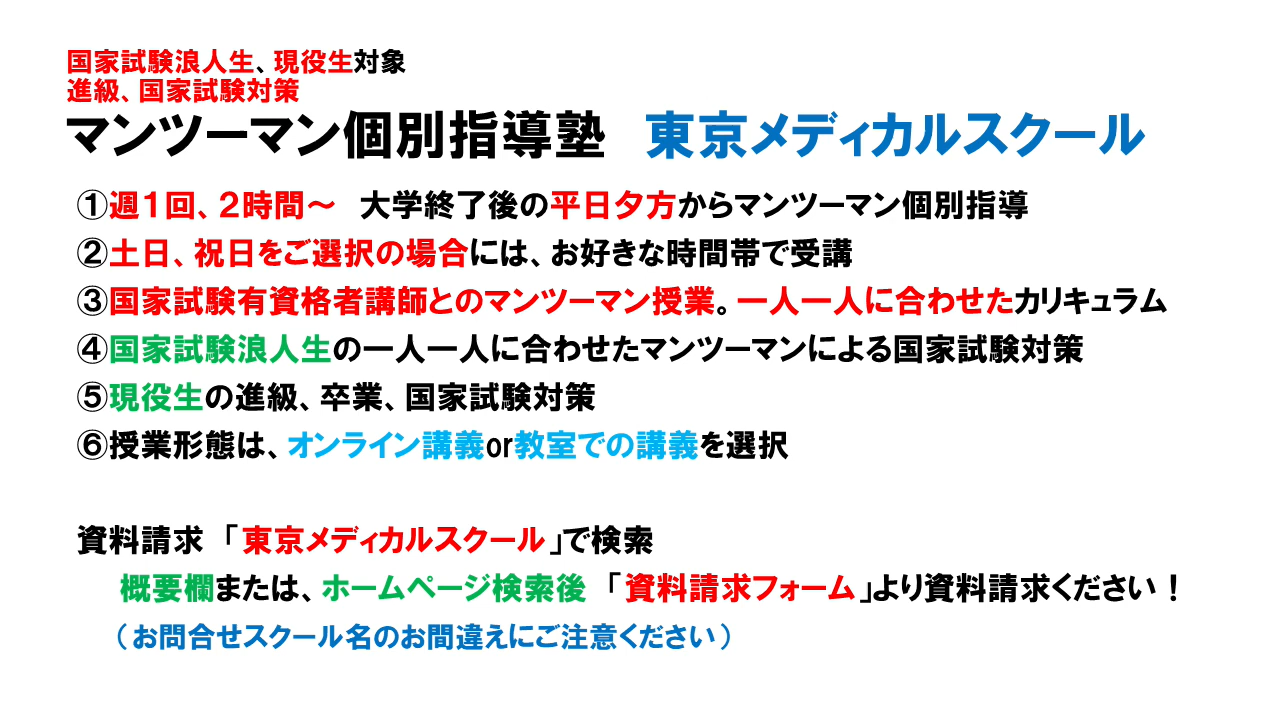 国家試験浪人生、現役生対象
進級、国家試験対策
マンツーマン個別指導塾　東京メディカルスクール
①週１回、２時間～　大学終了後の平日夕方からマンツーマン個別指導
②土日、祝日をご選択の場合には、お好きな時間帯で受講
③国家試験有資格者講師とのマンツーマン授業。一人一人に合わせたカリキュラム
④国家試験浪人生の一人一人に合わせたマンツーマンによる国家試験対策
⑤現役生の進級、卒業、国家試験対策
⑥授業形態は、オンライン講義or教室での講義を選択
資料請求「東京メディカルスクール」で検索
概要欄または、ホームページ検索後「資料請求フォーム」より資料請求ください！
（お問合せスクール名のお間違えにご注意ください）